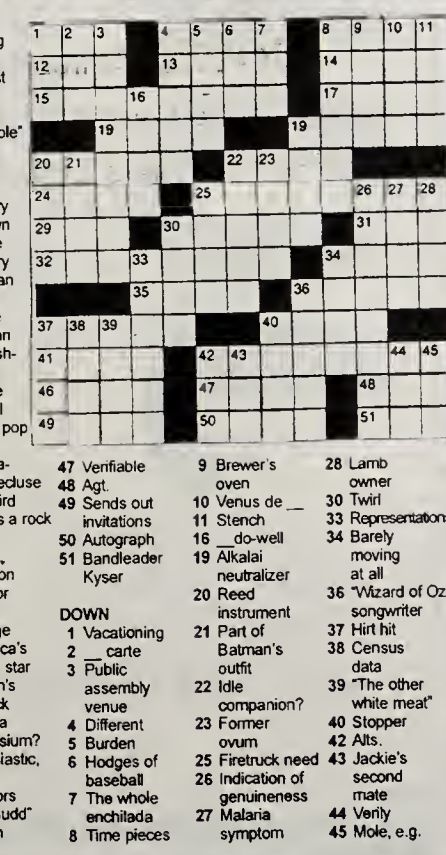 1 2 3 4 5 6 7 8 9 10 11
12 13 14
15 16 17
19 19
20 21 22 23
24 25 26 27 28
29 30 31
32 33 34
35 36
37 38 39 40
41 42 43 44 45
46 47 48
49 50 51
pop
47 Verifiable
48 Agt.
49 Sends out
invitations
50 Autograph
51 Bandleader
Kyser
DOWN
1 Vacationing
2 __ carte
3 Public
assembly
venue
4 Different
5 Burden
6 Hodges of
baseball
7 The whole
enchilada
8 Time pieces
9 Brewer's
oven
10 Venus de __
11 Stench
16 __do-well
19 Alkalai
neutralizer
20 Reed
instrument
21 Part of
Batman's
outfit
22 Idle
companion?
23 Former
ovum
25 Firetruck need
26 Indication of
genuineness
27 Malaria
symptom
28 Lamb
owner
30 Twirl
33 Representations
34 Barely
moving
at all
36 "Wizard of Oz
songwriter
37 Hirt hit
38 Census
data
39 "The other
white meat"
40 Stopper
42 Alts.
43 Jackie's
second
mate
44 Verily
45 Mole, e.g.